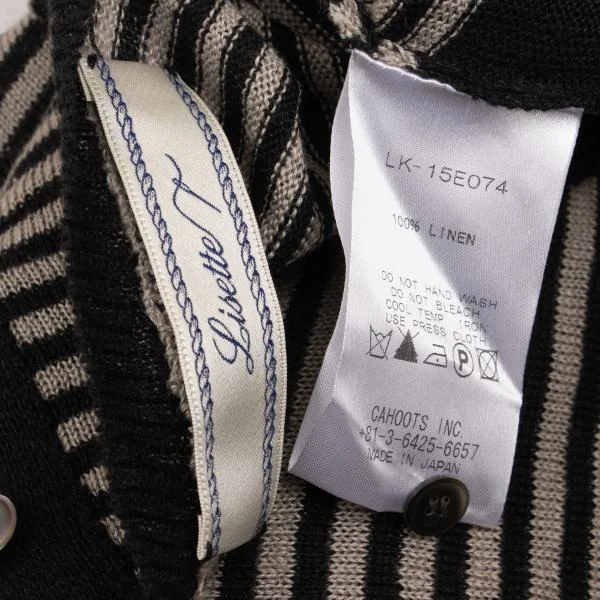 Lisette
LK-15E074
100% LINEN
DO NOT HAND WASH
DO NOT BLEACH
COOL TEMP. IRON
USE PRESS CLOTH
P
CAHOOTS INC.
+81-3-6425-6657
MADE IN JAPAN